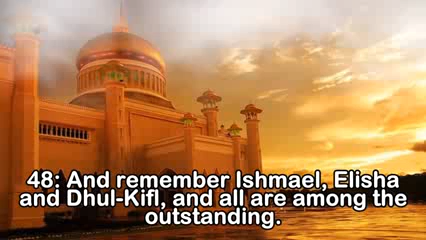 48: And remember Ishmael, Elisha
and Dhul-Kifl, and all are among the
outstanding.